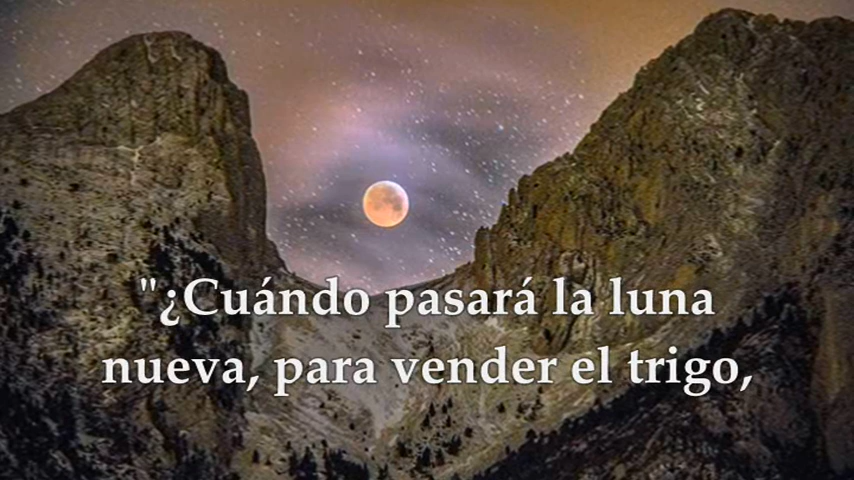 "¿Cuándo pasará la luna
nueva, para vender el trigo,